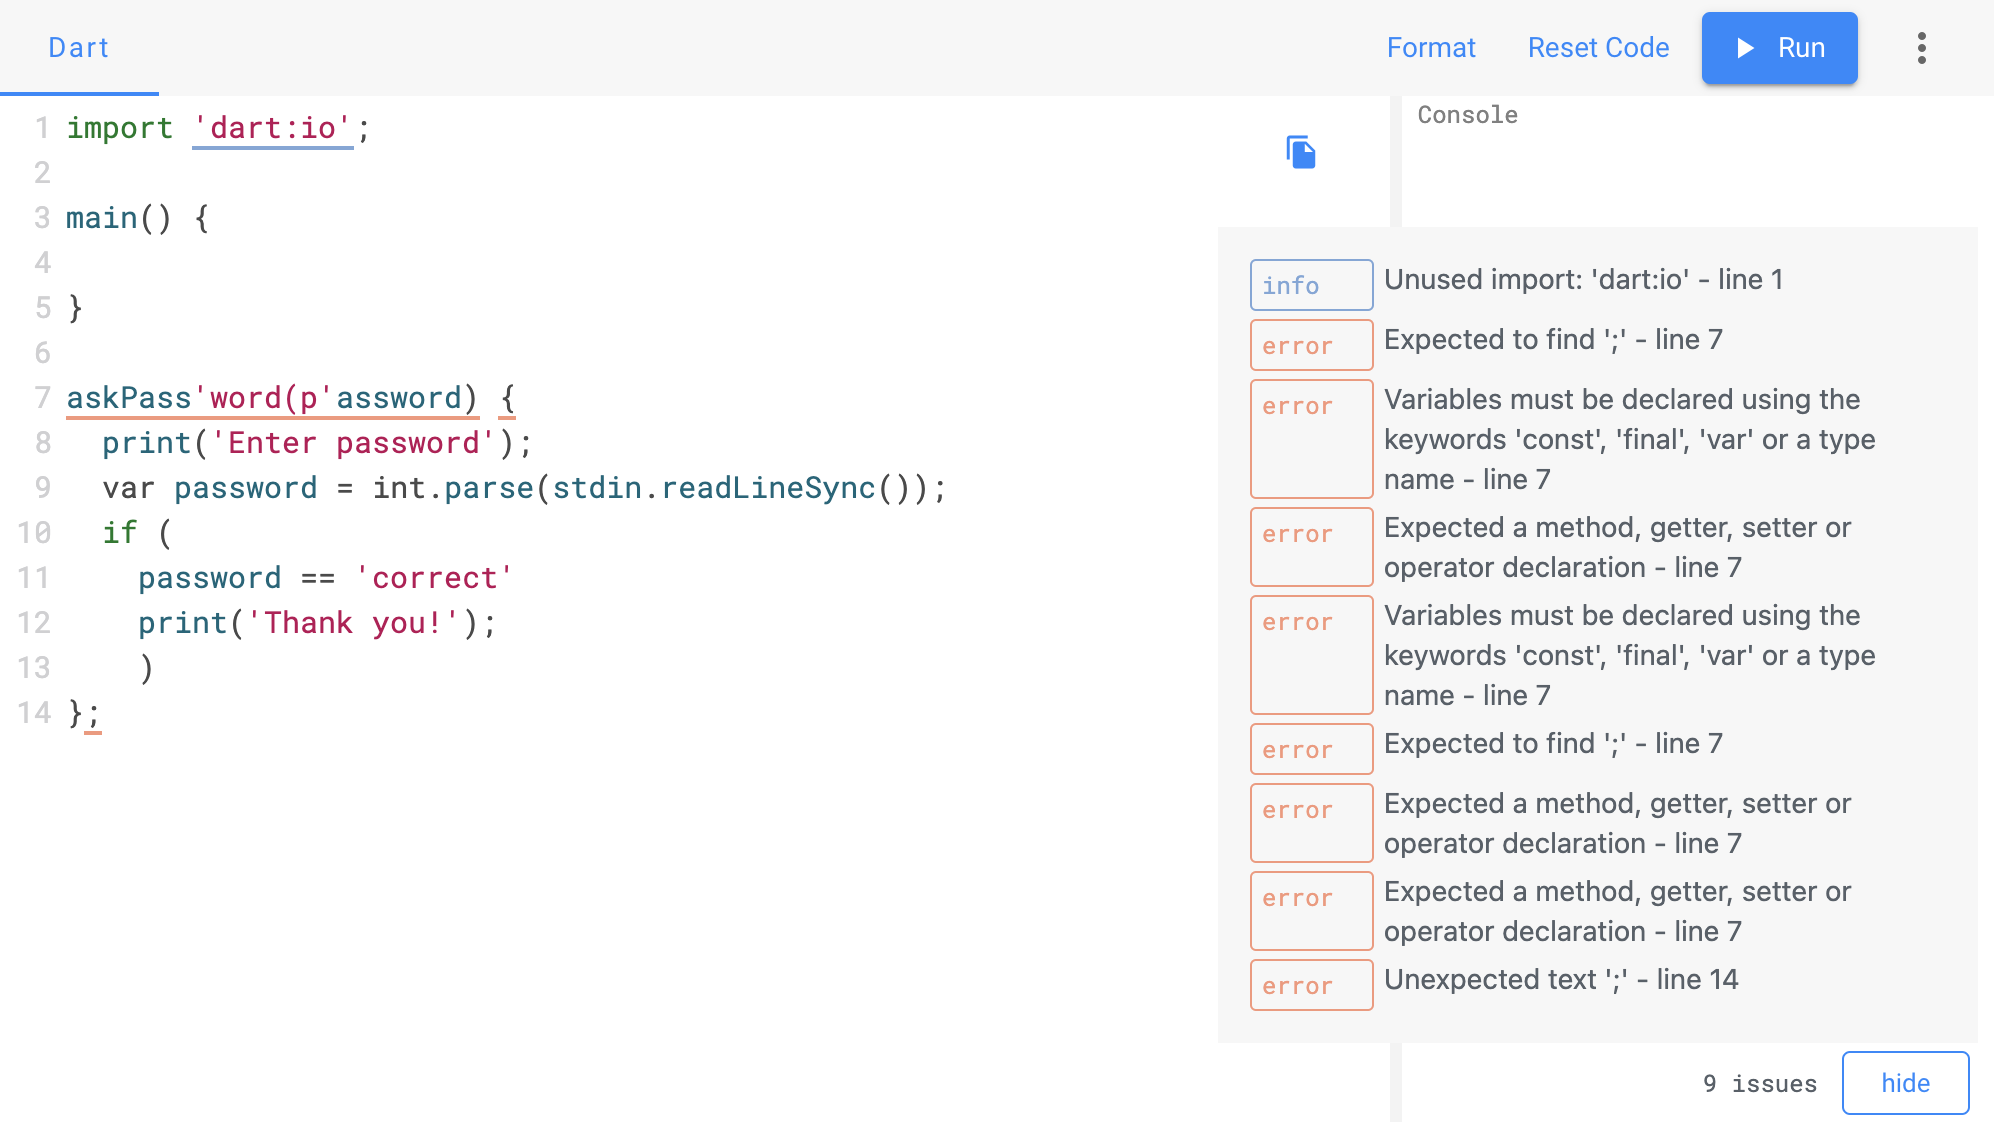 Dart
Format
Reset Code
Run
1 import 'dart:io';
2
3 main() {
4
5 }
6
7 askPass'word(p'assword) {
8   print('Enter password');
9   var password = int.parse(stdin.readLineSync());
10   if (
11     password == 'correct'
12     print('Thank you!');
13     )
14 };
Console
info Unused import: 'dart:io' - line 1
error Expected to find ';' - line 7
error Variables must be declared using the
keywords 'const', 'final', 'var' or a type
name - line 7
error Expected a method, getter, setter or
operator declaration - line 7
error Variables must be declared using the
keywords 'const', 'final', 'var' or a type
name - line 7
error Expected to find ';' - line 7
error Expected a method, getter, setter or
operator declaration - line 7
error Expected a method, getter, setter or
operator declaration - line 7
error Unexpected text ';' - line 14
9 issues
hide